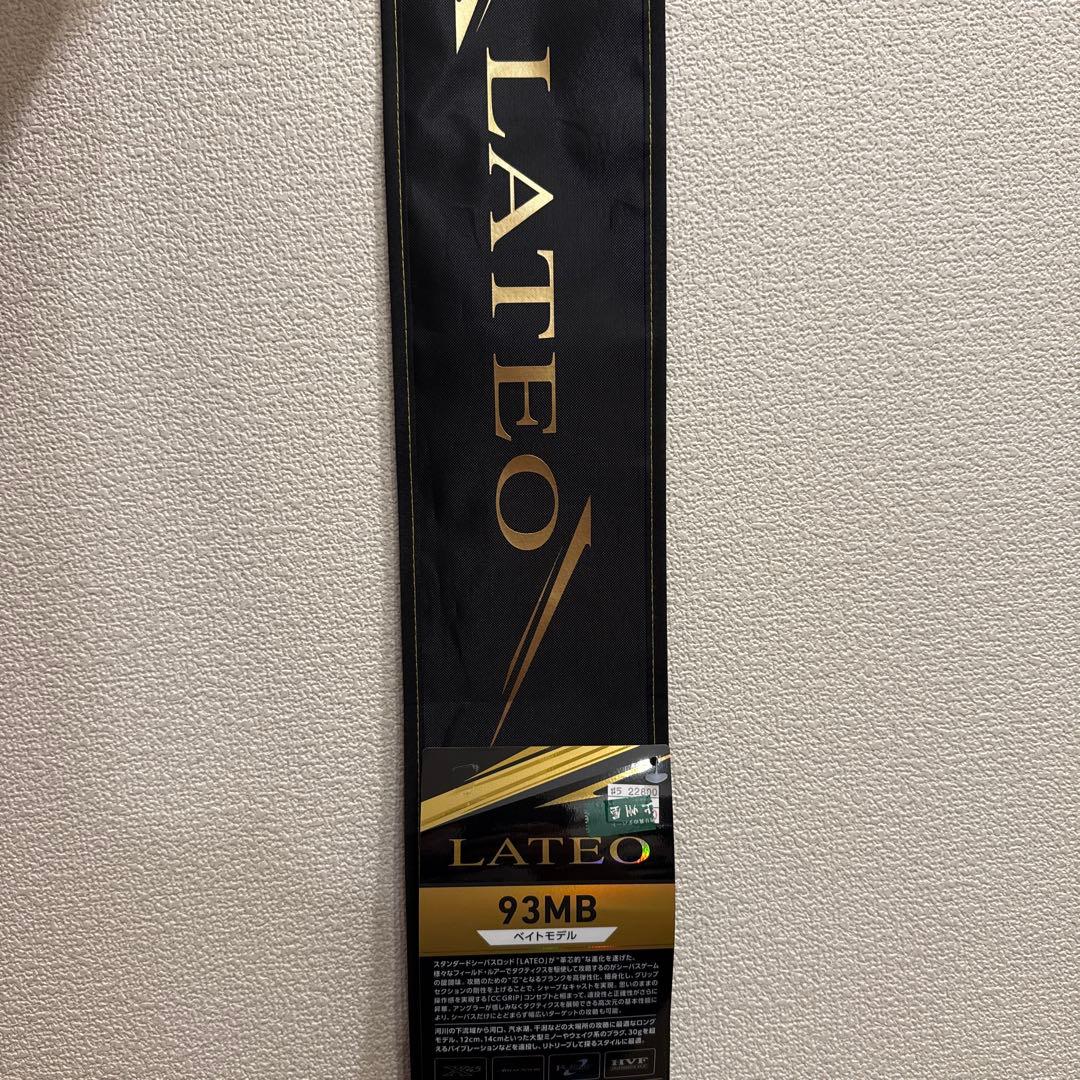 LATEO
#5 22800
上州屋
LATEO
93MB
ベイトモデル
スタンダードシーバスロッド「LATEO」が“革芯的”な進化を遂げた。
様々なフィールド・ルアーでタクティクスを駆使して攻略するのがシーバスゲーム
の醍醐味。攻略のための“芯”となるブランクを高弾性化、細身化し、グリップ
セクションの剛性を上げることで、シャープなキャストを実現。思いのままの
操作感を実現する「CC GRIP」コンセプトと相まって、遠投性と正確性がさらに
昇華。アングラーが惜しみなくタクティクスを展開できる高次元の基本性能に
より、シーバスだけにとどまらず幅広いターゲットの攻略も可能。
河川の下流域から河口、汽水湖、干潟などの大場所の攻略に最適なロング
モデル。12cm、14cmといった大型ミノーやウェイク系のプラグ、30gを超
えるバイブレーションなどを遠投し、リトリーブして探るスタイルに最適。
HVF